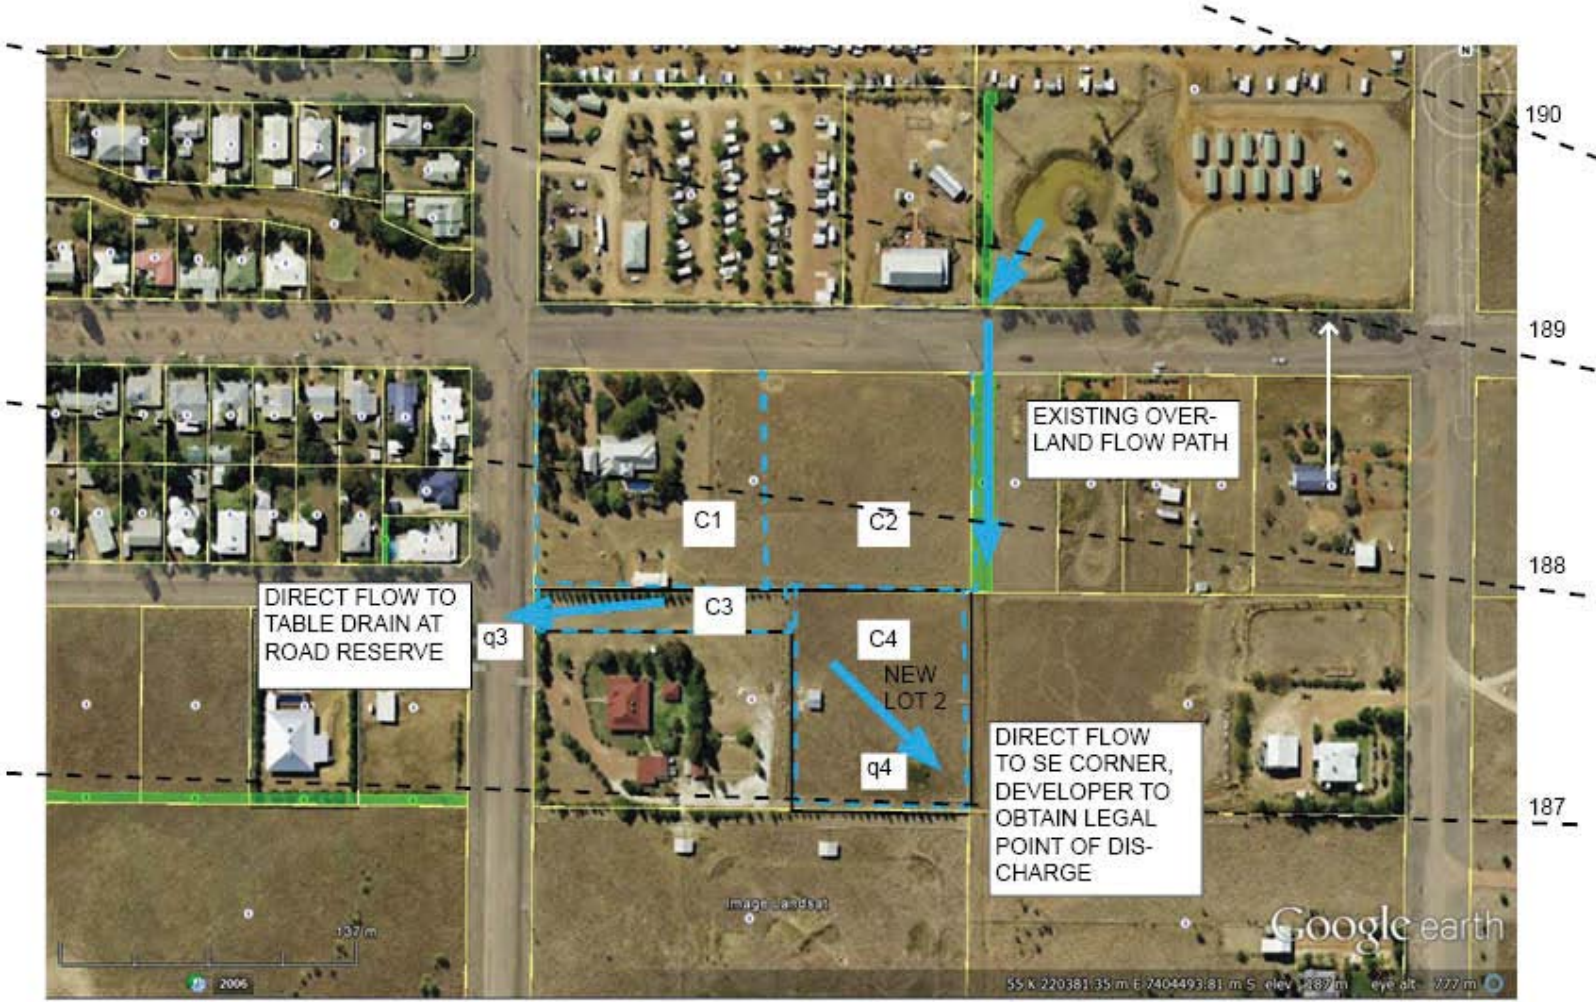 N
190
189
EXISTING OVER-
LAND FLOW PATH
C1
C2
188
DIRECT FLOW TO
TABLE DRAIN AT
ROAD RESERVE
q3
C3
C4
NEW
LOT 2
q4
DIRECT FLOW
TO SE CORNER,
DEVELOPER TO
OBTAIN LEGAL
POINT OF DIS-
CHARGE
187
Image Landsat
Google earth
137 m
2006
55 K 220381.35 m E 7404493.81 m S elev 187 m eye alt 777 m